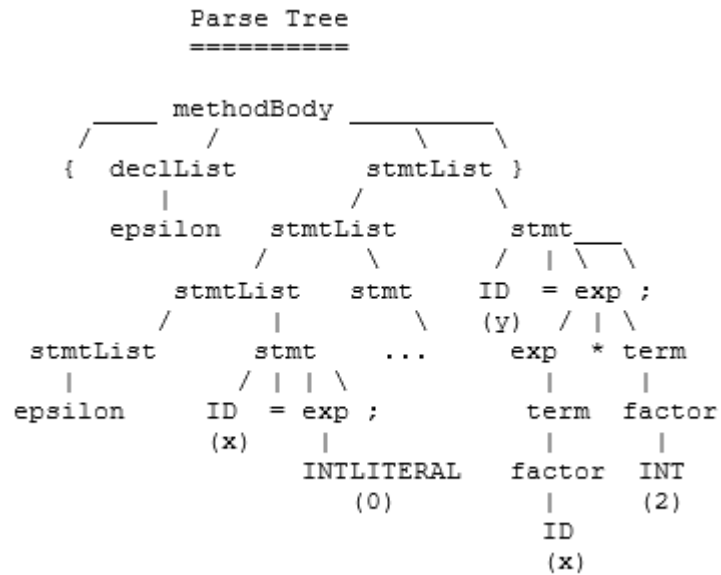 Parse Tree
==========
methodBody
{ declList stmtList }
epsilon stmtList stmt
stmtList stmt ID = exp ;
(y)
stmtList stmt ... exp * term
epsilon ID = exp ; term factor
(x)
INTLITERAL factor INT
(0) (2)
ID
(x)